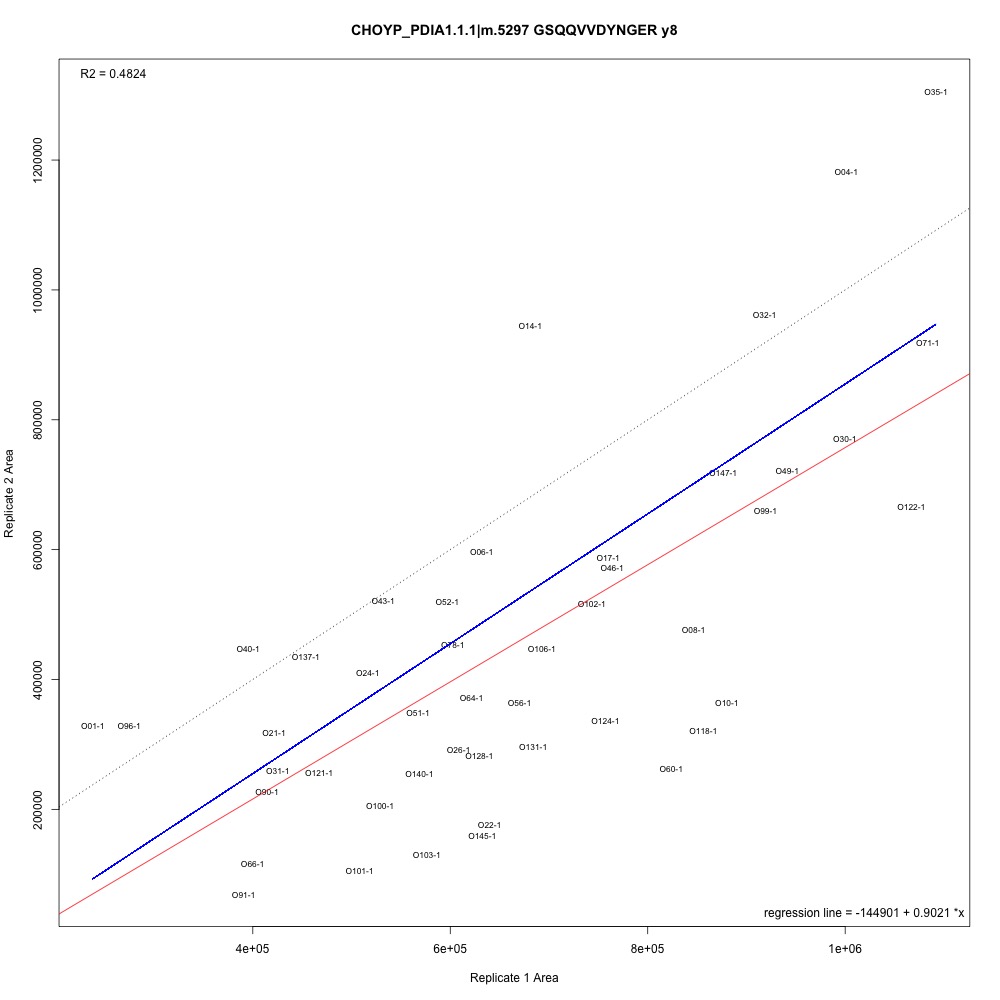 CHOYP_PDIA1.1.1|m.5297 GSQQVVDYNGER y8
R2 = 0.4824
O35-1
O04-1
O14-1
O32-1
O71-1
O30-1
O147-1
O49-1
O122-1
O99-1
O06-1
O17-1
O46-1
O43-1
O52-1
O102-1
O08-1
O40-1
O137-1
O78-1
O106-1
O24-1
O64-1
O56-1
O10-1
O51-1
O124-1
O01-1
O96-1
O21-1
O118-1
O26-1
O128-1
O131-1
O31-1
O121-1
O140-1
O60-1
O90-1
O100-1
O22-1
O145-1
O103-1
O66-1
O101-1
O91-1
regression line = -144901 + 0.9021 *x
200000
400000
600000
800000
1000000
1200000
Replicate 2 Area
4e+05
6e+05
8e+05
1e+06
Replicate 1 Area